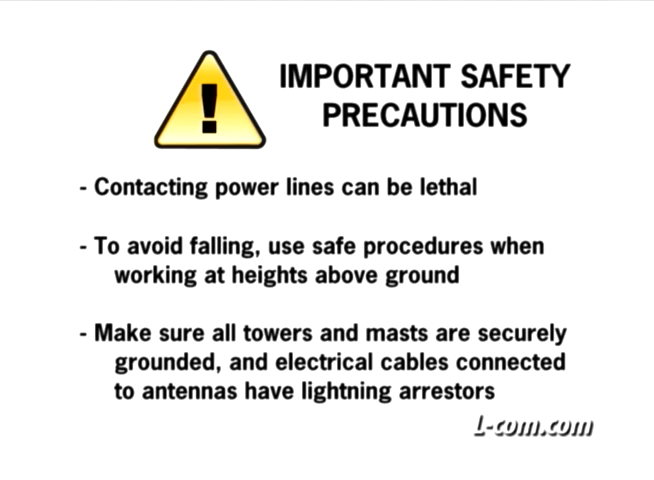 IMPORTANT SAFETY
PRECAUTIONS
- Contacting power lines can be lethal
- To avoid falling, use safe procedures when
working at heights above ground
- Make sure all towers and masts are securely
grounded, and electrical cables connected
to antennas have lightning arrestors
L-com.com